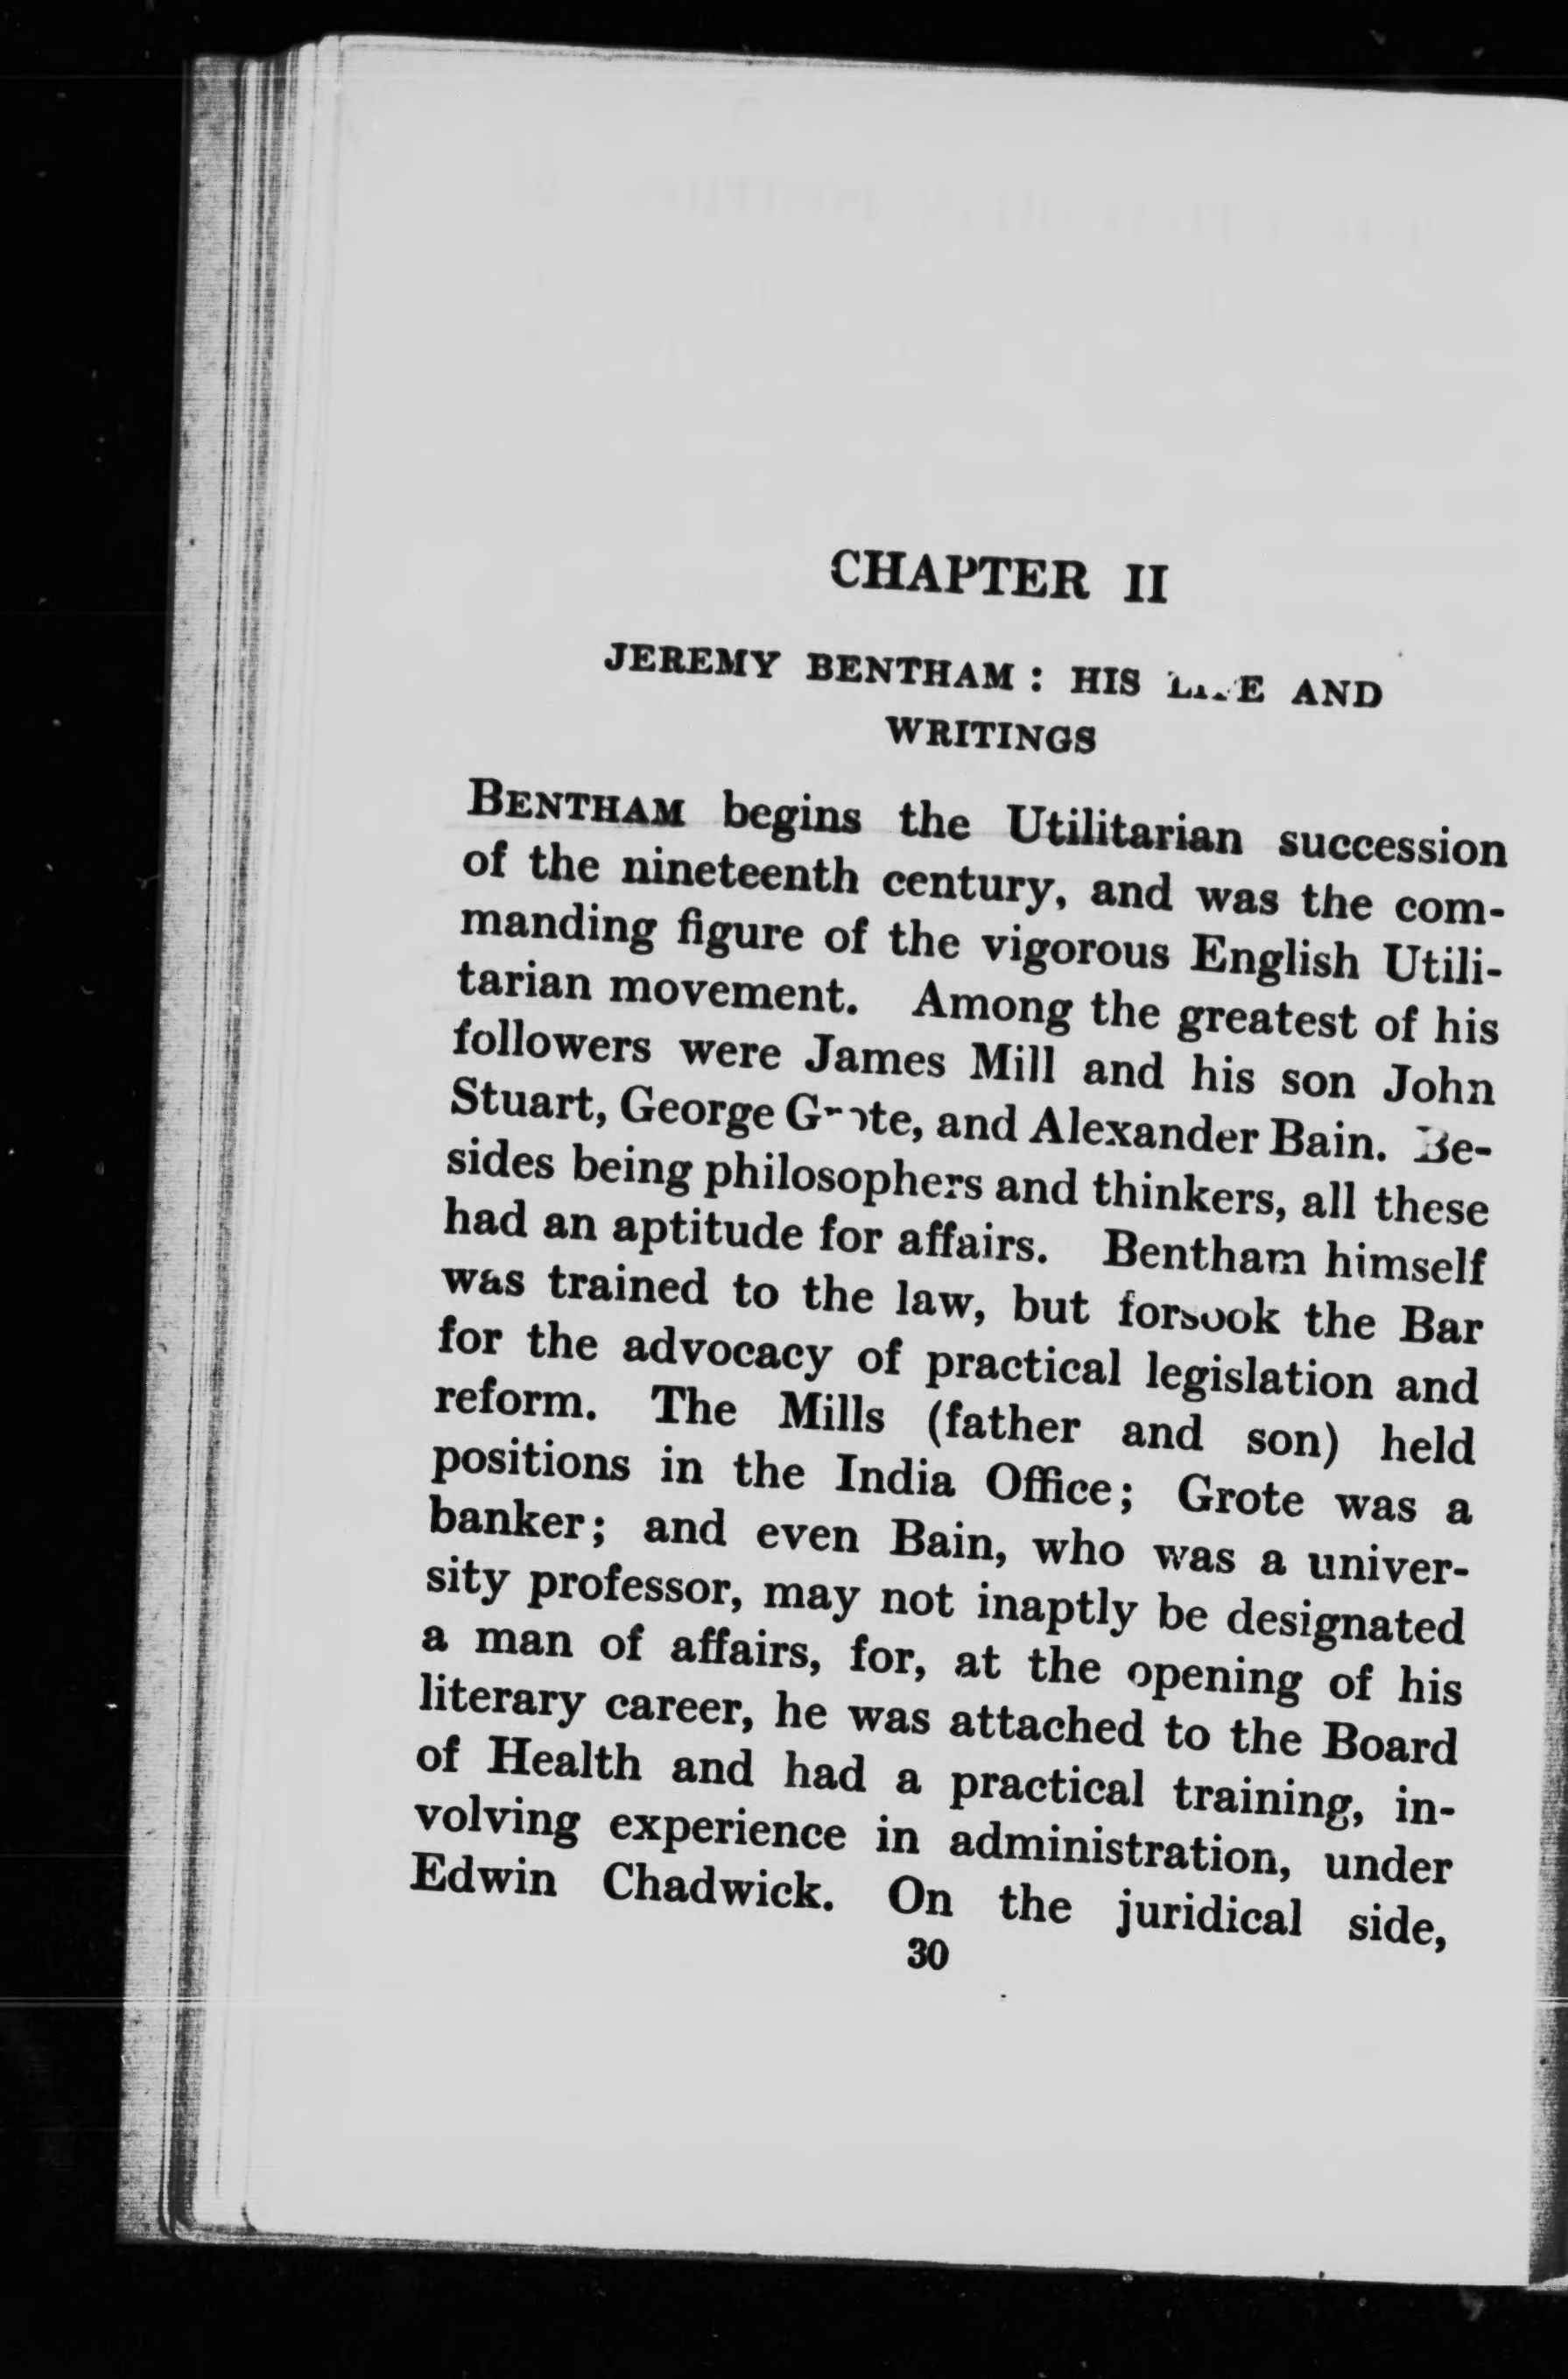 CHAPTER II
JEREMY BENTHAM : HIS LIFE AND
WRITINGS
BENTHAM begins the Utilitarian succession
of the nineteenth century, and was the com-
manding figure of the vigorous English Utili-
tarian movement. Among the greatest of his
followers were James Mill and his son John
Stuart, George Grote, and Alexander Bain. Be-
sides being philosophers and thinkers, all these
had an aptitude for affairs. Bentham himself
was trained to the law, but forsook the Bar
for the advocacy of practical legislation and
reform. The Mills (father and son) held
positions in the India Office; Grote was a
banker; and even Bain, who was a univer-
sity professor, may not inaptly be designated
a man of affairs, for, at the opening of his
literary career, he was attached to the Board
of Health and had a practical training, in-
volving experience in administration, under
Edwin Chadwick. On the juridical side,
30